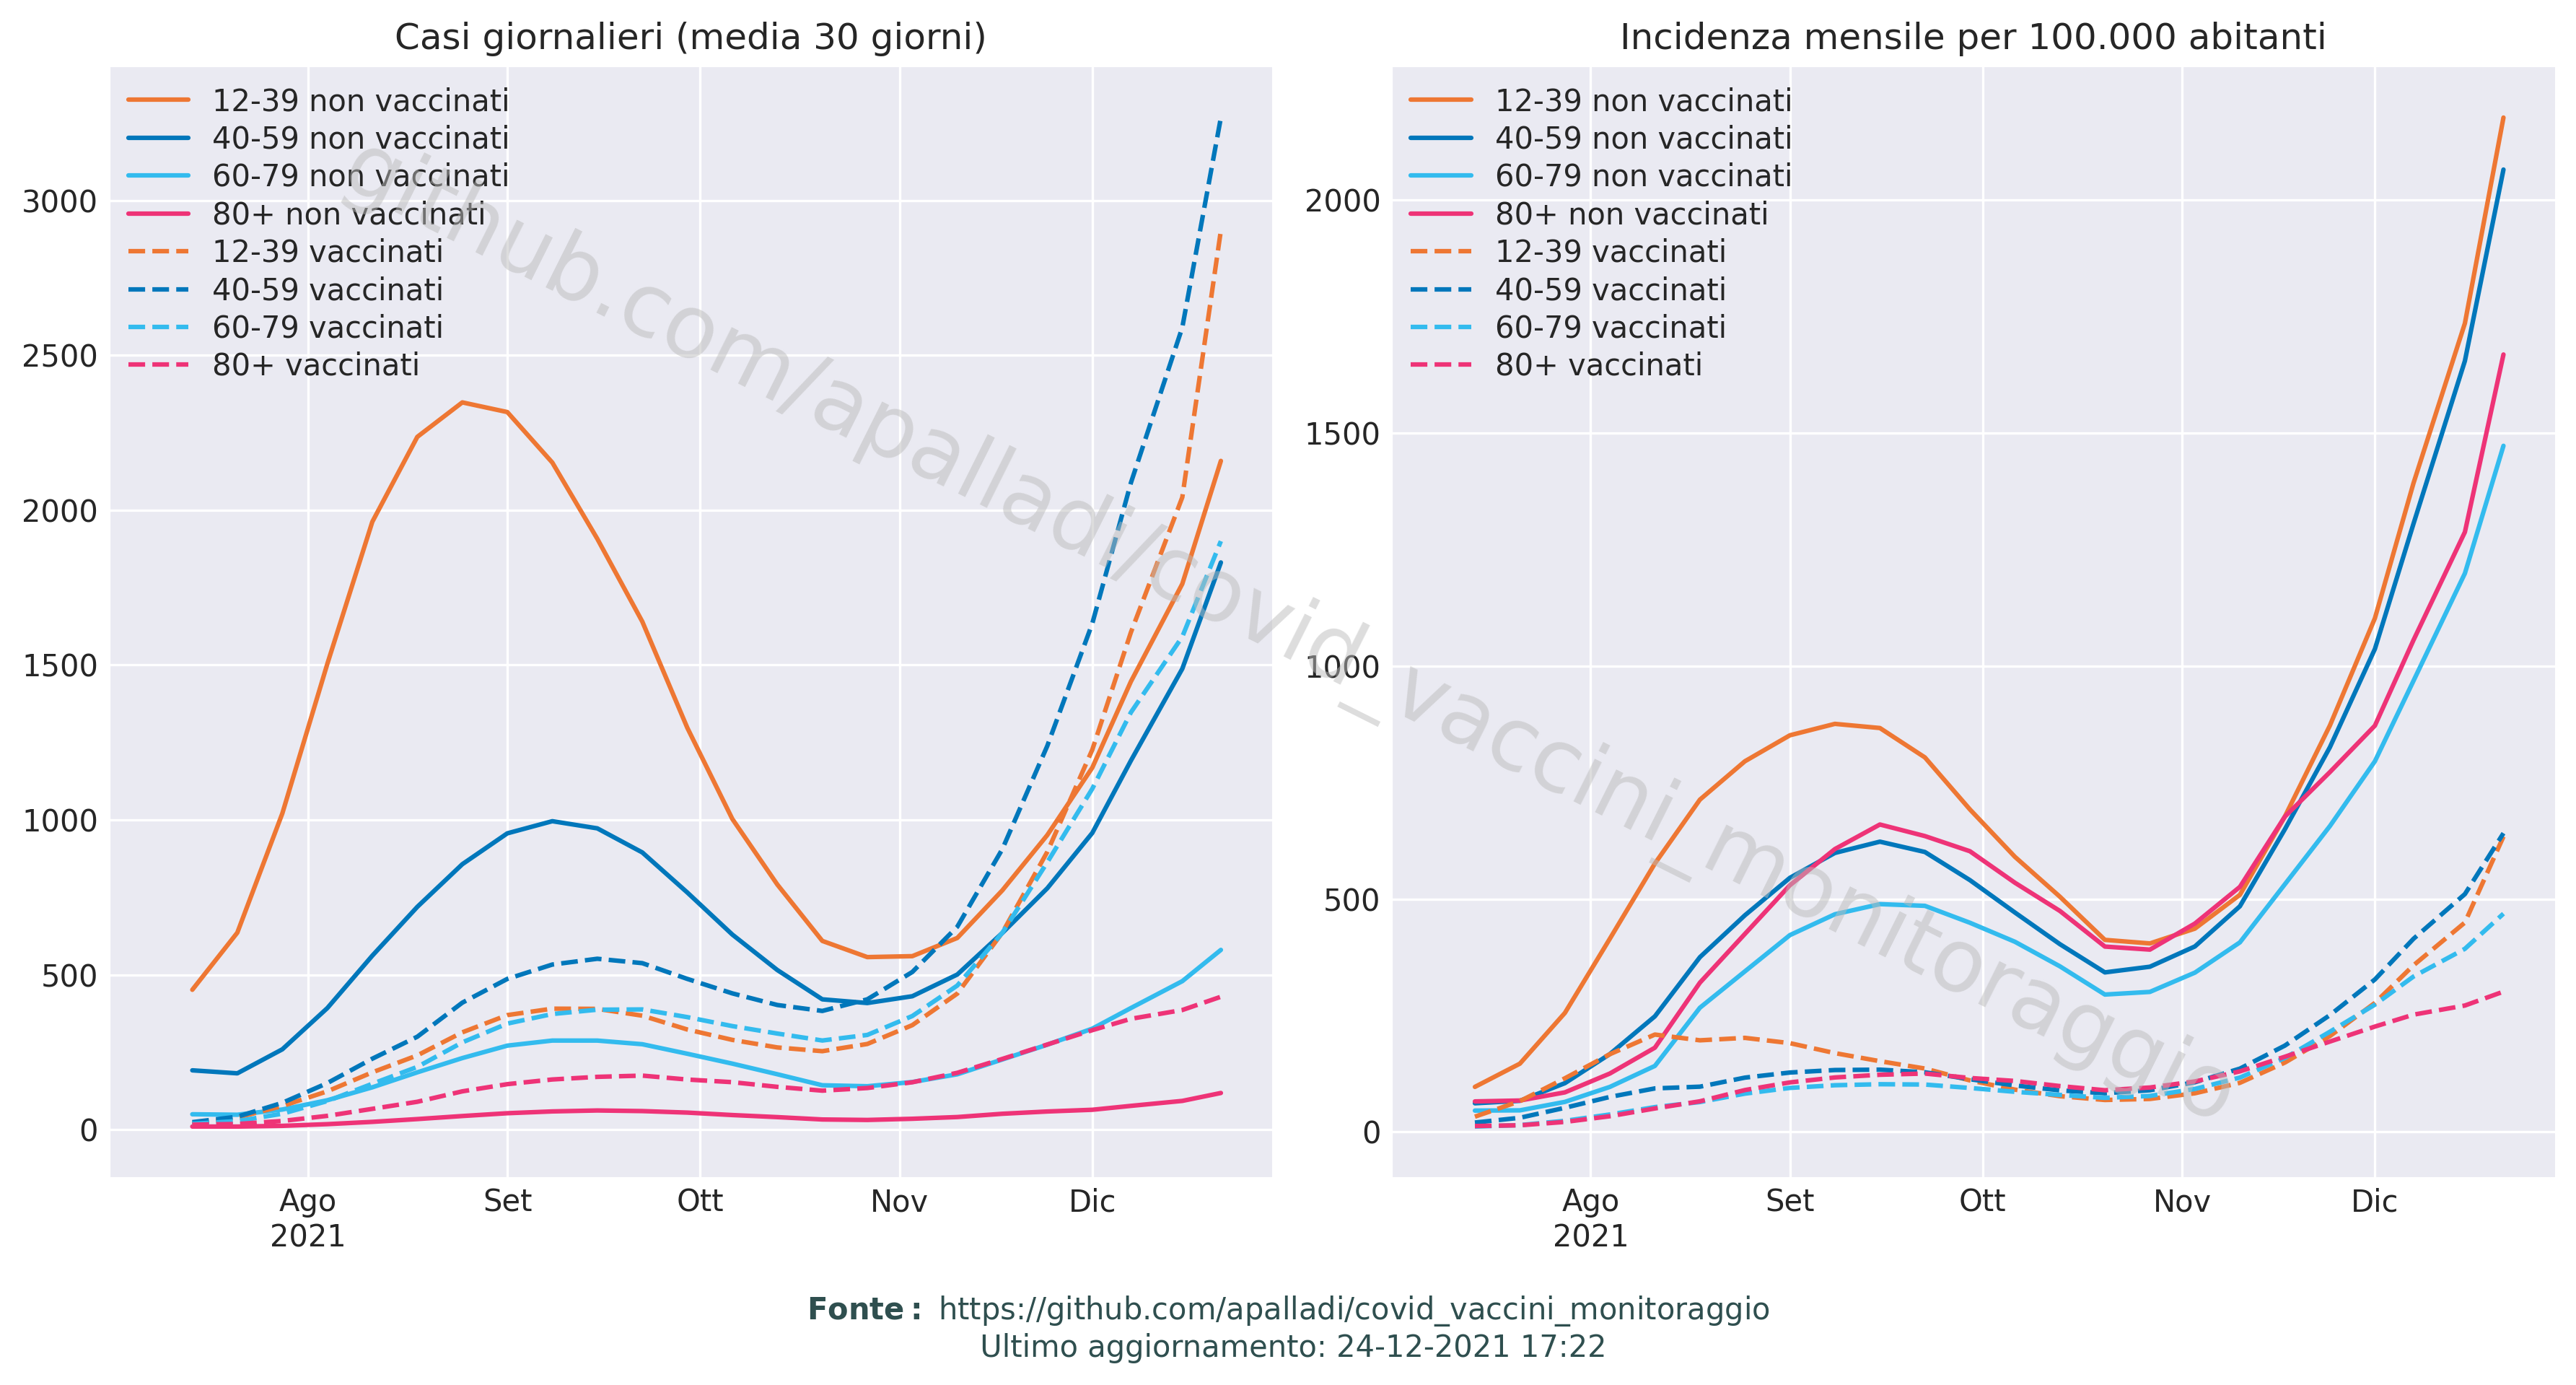 Casi giornalieri (media 30 giorni)
12-39 non vaccinati
40-59 non vaccinati
60-79 non vaccinati
80+ non vaccinati
12-39 vaccinati
40-59 vaccinati
60-79 vaccinati
80+ vaccinati
3000
2500
2000
1500
1000
500
0
Ago
2021
Set
Ott
Nov
Dic
Incidenza mensile per 100.000 abitanti
12-39 non vaccinati
40-59 non vaccinati
60-79 non vaccinati
80+ non vaccinati
12-39 vaccinati
40-59 vaccinati
60-79 vaccinati
80+ vaccinati
2000
1500
1000
500
0
Ago
2021
Set
Ott
Nov
Dic
github.com/apalladi/covid_vaccini_monitoraggio
Fonte: https://github.com/apalladi/covid_vaccini_monitoraggio
Ultimo aggiornamento: 24-12-2021 17:22